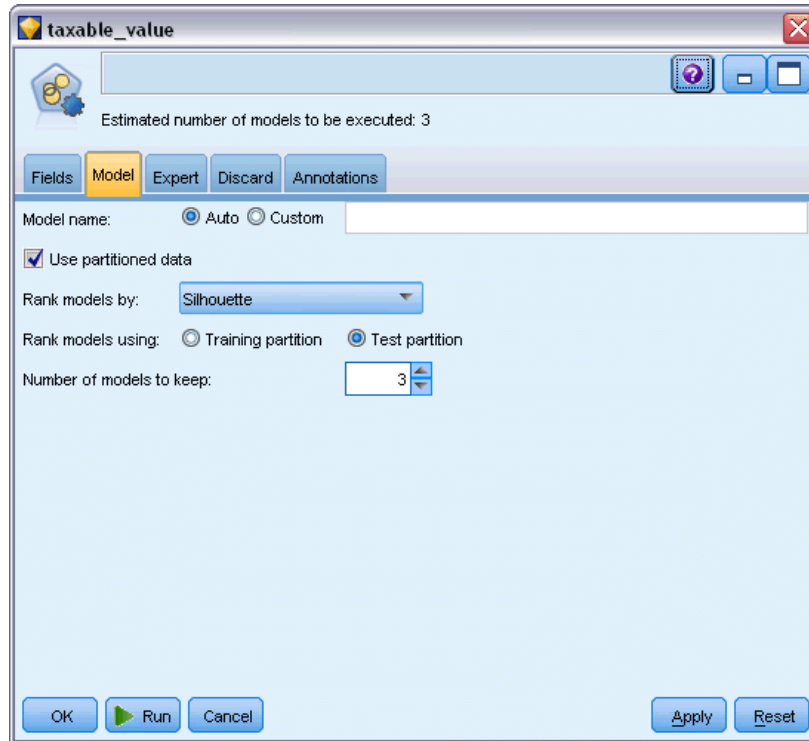 taxable_value
?
Estimated number of models to be executed: 3
Fields Model Expert Discard Annotations
Model name: Auto Custom
Use partitioned data
Rank models by: Silhouette
Rank models using: Training partition Test partition
Number of models to keep: 3
OK Run Cancel Apply Reset